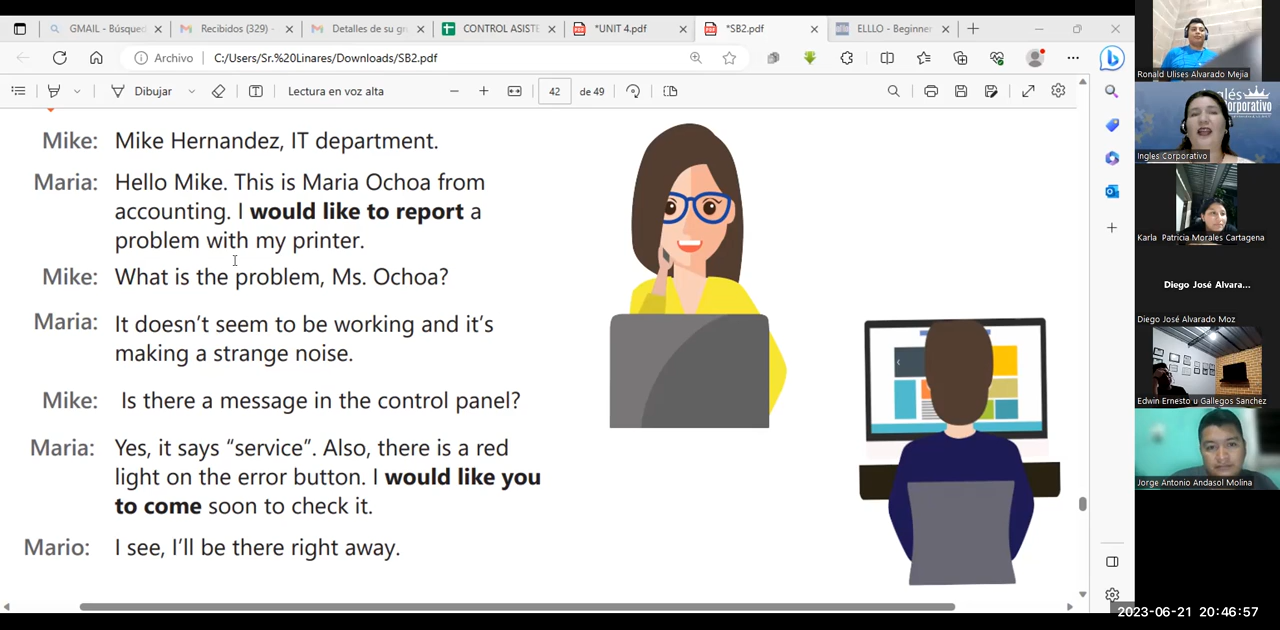 GMAIL - Búsqued
Recibidos (329) -
Detalles de su gr
CONTROL ASISTE
*UNIT 4.pdf
*SB2.pdf
ELLLO - Beginner
Archivo
C:/Users/Sr.%20Linares/Downloads/SB2.pdf
Dibujar
Lectura en voz alta
42
de 49
Mike: Mike Hernandez, IT department.
Maria: Hello Mike. This is Maria Ochoa from
accounting. I would like to report a
problem with my printer.
Mike: What is the problem, Ms. Ochoa?
Maria: It doesn't seem to be working and it's
making a strange noise.
Mike: Is there a message in the control panel?
Maria: Yes, it says "service". Also, there is a red
light on the error button. I would like you
to come soon to check it.
Mario: I see, I'll be there right away.
Ronald Ulises Alvarado Mejia
Inglés
Corporativo
Ingles Corporativo
Karla Patricia Morales Cartagena
Diego José Alvara...
Diego José Alvarado Moz
Edwin Ernesto u Gallegos Sanchez
Jorge Antonio Andasol Molina
2023-06-21 20:46:57